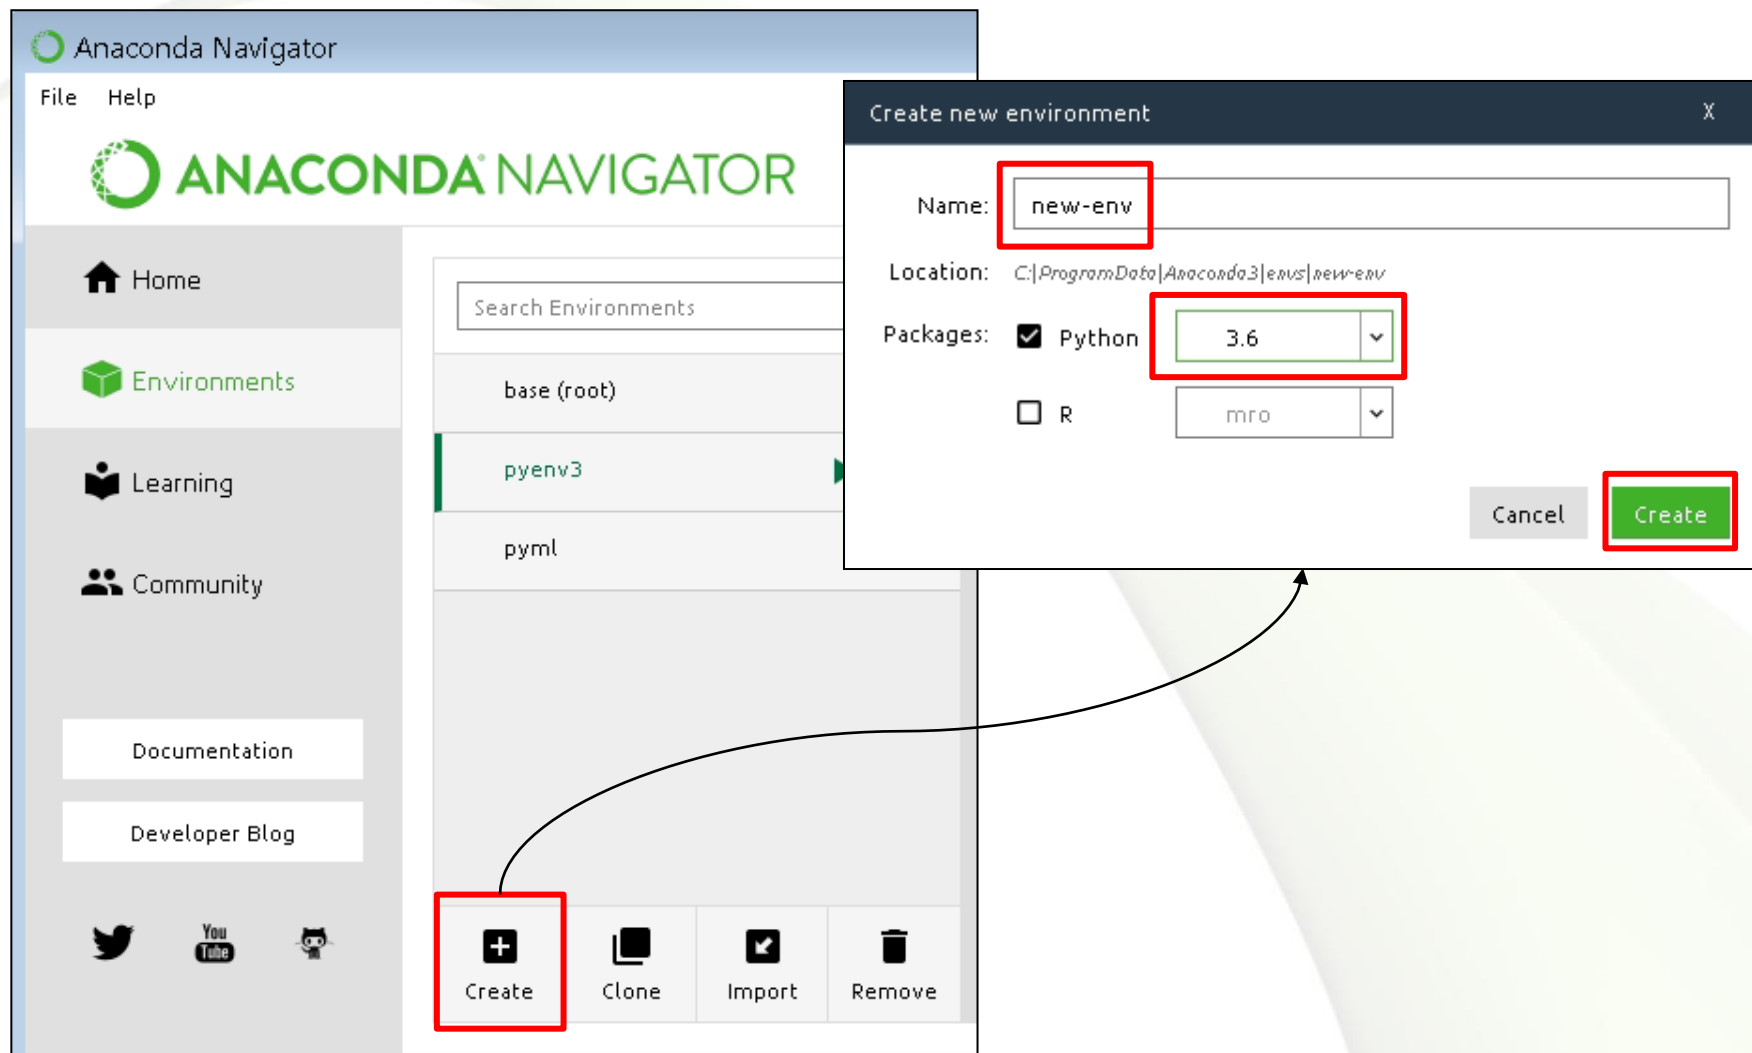 Anaconda Navigator
File Help
ANACONDA NAVIGATOR
Home
Environments
Learning
Community
Documentation
Developer Blog
You
Tube
Search Environments
base (root)
pyenv3
pyml
Create Clone Import Remove
Create new environment X
Name: new-env
Location: C:|ProgramData|Anaconda3|envs|new-env
Packages: Python 3.6
R mro
Cancel Create